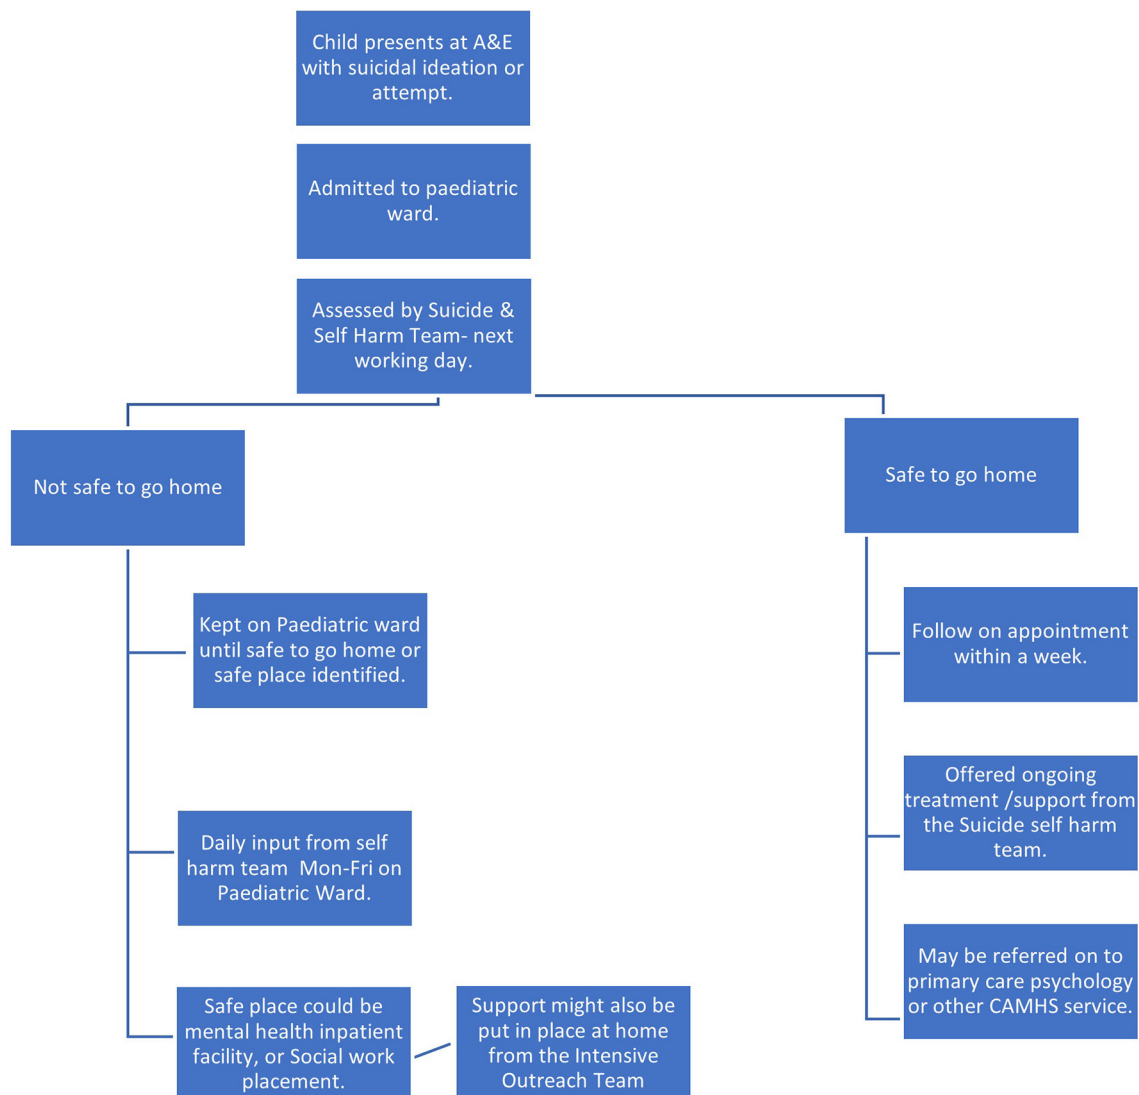 Child presents at A&E
with suicidal ideation or
attempt.
Admitted to paediatric
ward.
Assessed by Suicide &
Self Harm Team- next
working day.
Not safe to go home
Kept on Paediatric ward
until safe to go home or
safe place identified.
Daily input from self
harm team  Mon-Fri on
Paediatric Ward.
Safe place could be
mental health inpatient
facility, or Social work
placement.
Support might also be
put in place at home
from the Intensive
Outreach Team
Safe to go home
Follow on appointment
within a week.
Offered ongoing
treatment /support from
the Suicide self harm
team.
May be referred on to
primary care psychology
or other CAMHS service.